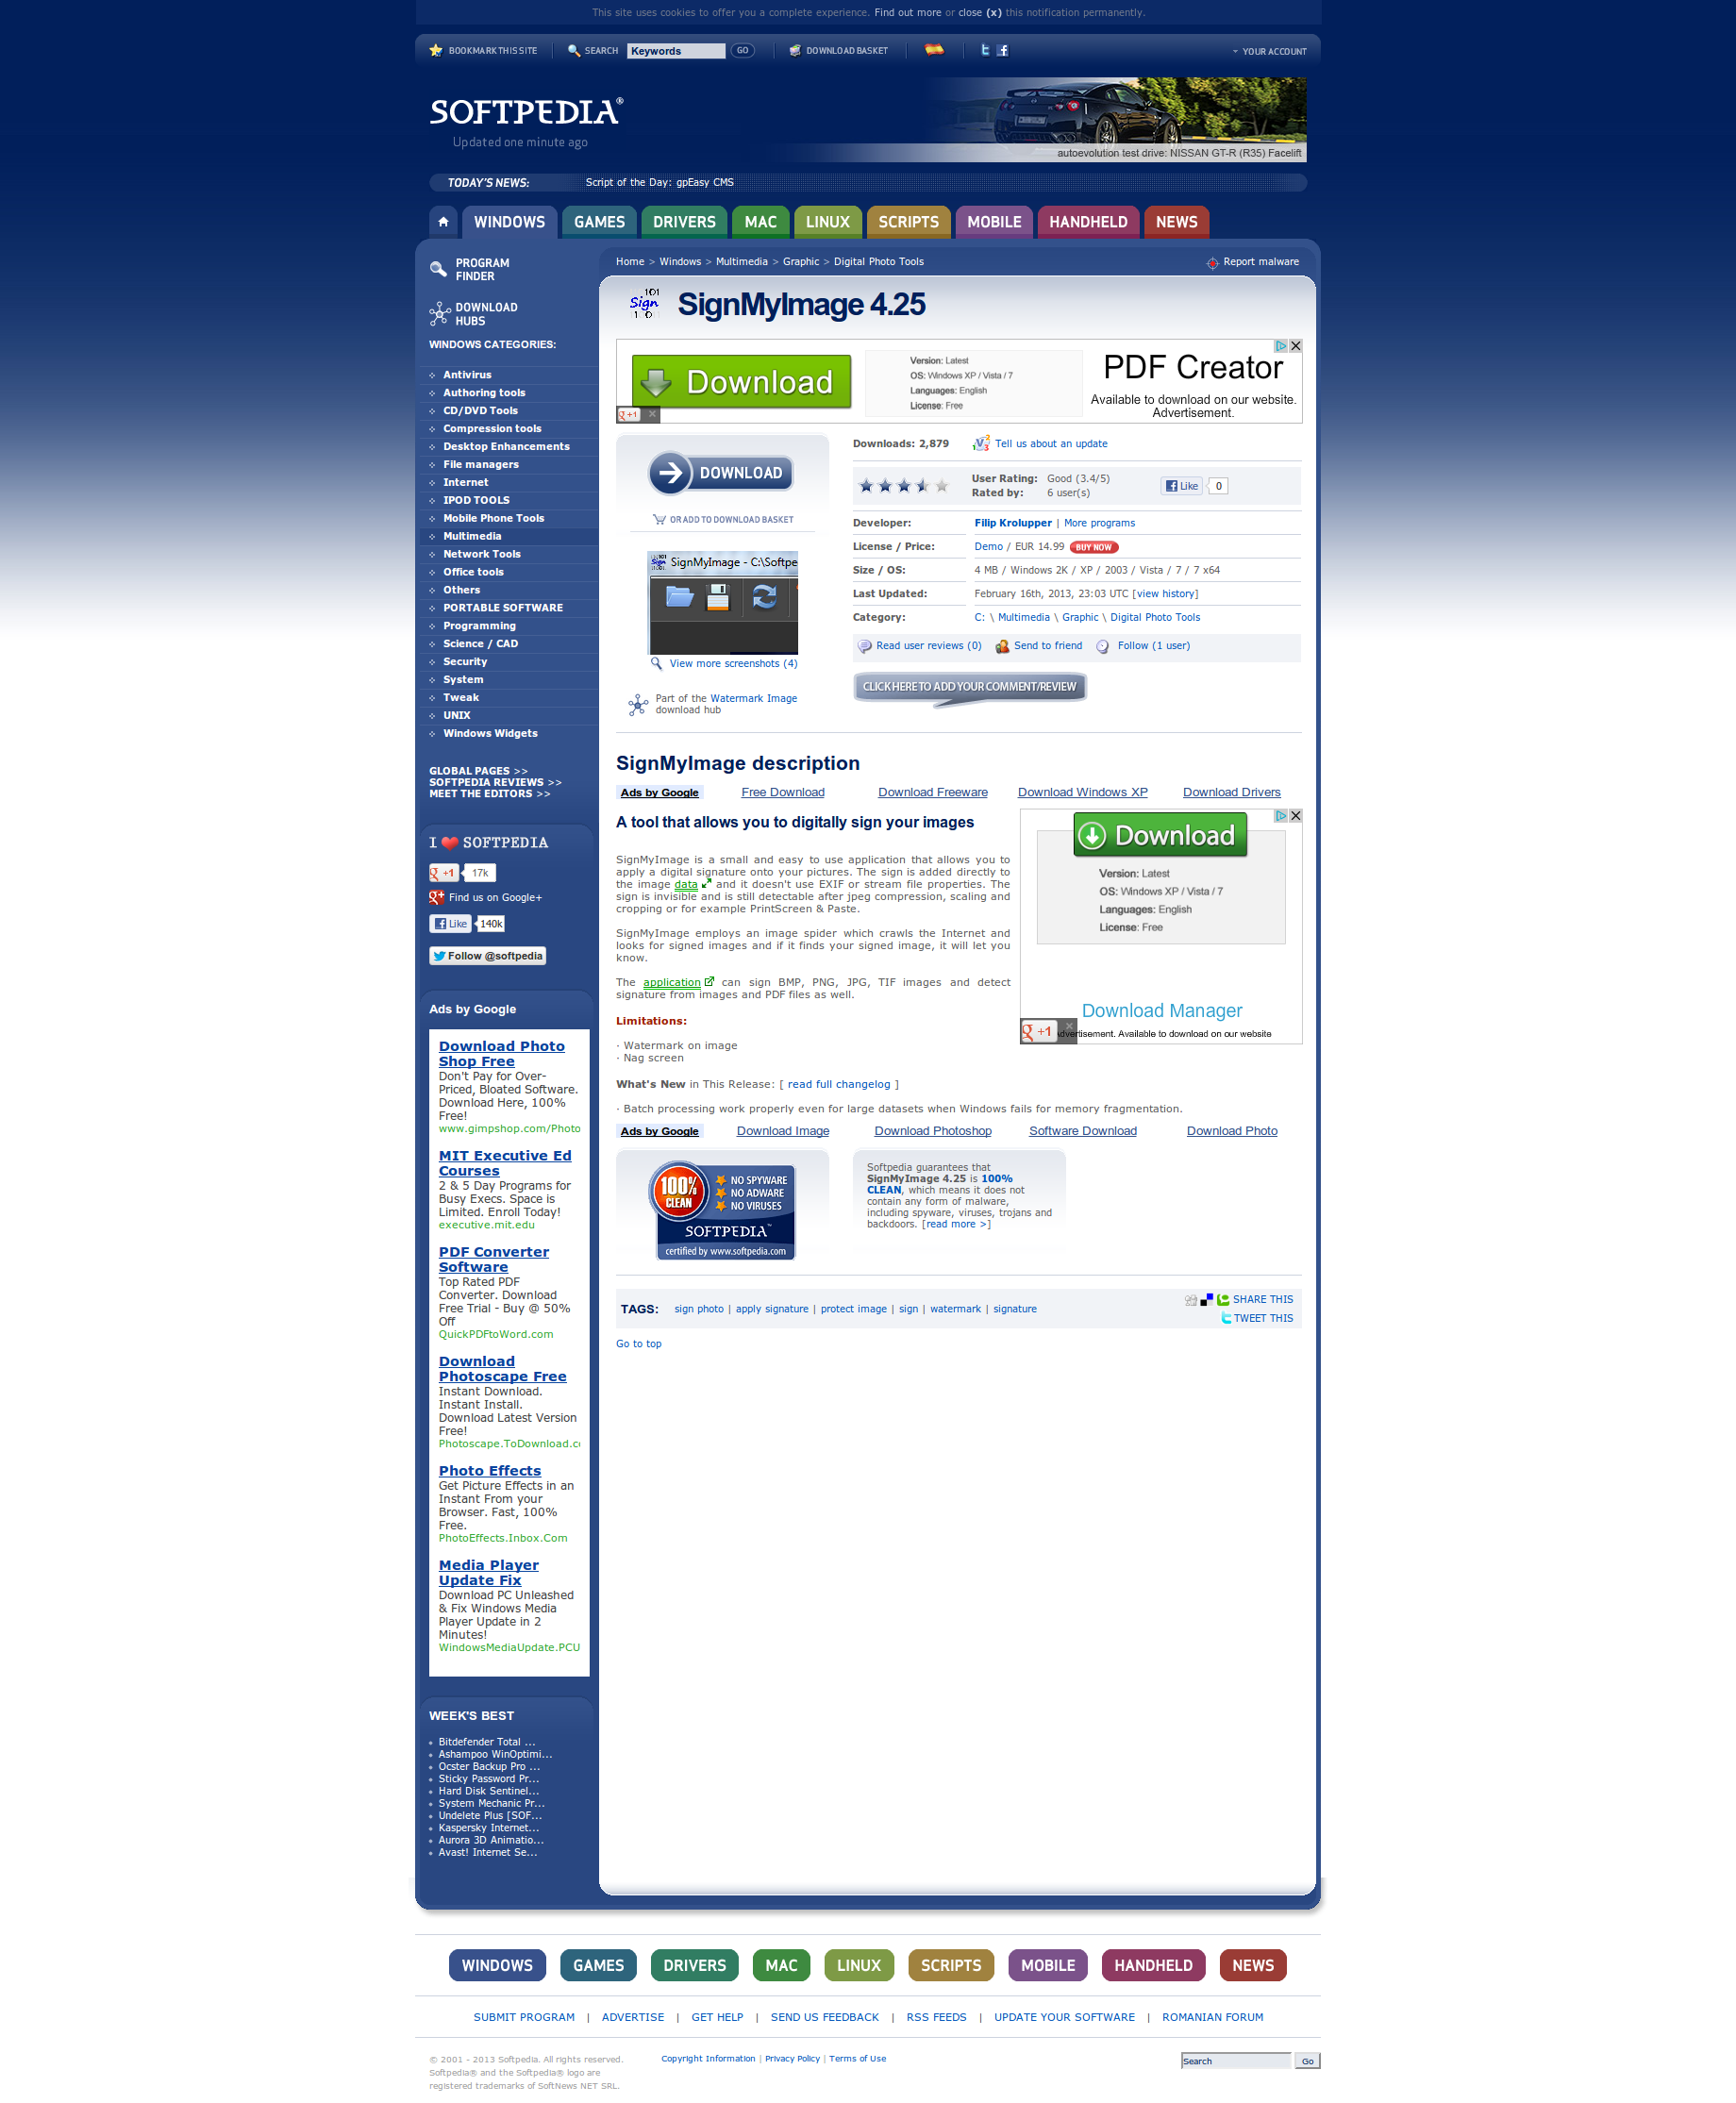 This site uses cookies to offer you a complete experience. Find out more or close (x) this notification permanently.
BOOKMARK THIS SITE
SEARCH
Keywords
GO
DOWNLOAD BASKET
YOUR ACCOUNT
SOFTPEDIA®
Updated one minute ago
autoevolution test drive: NISSAN GT-R (R35) Facelift
TODAY'S NEWS:
Script of the Day: gpEasy CMS
WINDOWS
GAMES
DRIVERS
MAC
LINUX
SCRIPTS
MOBILE
HANDHELD
NEWS
PROGRAM
FINDER
DOWNLOAD
HUBS
WINDOWS CATEGORIES:
Antivirus
Authoring tools
CD/DVD Tools
Compression tools
Desktop Enhancements
File managers
Internet
IPOD TOOLS
Mobile Phone Tools
Multimedia
Network Tools
Office tools
Others
PORTABLE SOFTWARE
Programming
Science / CAD
Security
System
Tweak
UNIX
Windows Widgets
GLOBAL PAGES >>
SOFTPEDIA REVIEWS >>
MEET THE EDITORS >>
I ❤ SOFTPEDIA
g +1 17k
Find us on Google+
Like 140k
Follow @softpedia
Ads by Google
Download Photo
Shop Free
Don't Pay for Over-
Priced, Bloated Software.
Download Here, 100%
Free!
www.gimpshop.com/Photo
MIT Executive Ed
Courses
2 & 5 Day Programs for
Busy Execs. Space is
Limited. Enroll Today!
executive.mit.edu
PDF Converter
Software
Top Rated PDF
Converter. Download
Free Trial - Buy @ 50%
Off
QuickPDFtoWord.com
Download
Photoscape Free
Instant Download.
Instant Install.
Download Latest Version
Free!
Photoscape.ToDownload.co
Photo Effects
Get Picture Effects in an
Instant From your
Browser. Fast, 100%
Free.
PhotoEffects.Inbox.Com
Media Player
Update Fix
Download PC Unleashed
& Fix Windows Media
Player Update in 2
Minutes!
WindowsMediaUpdate.PCU
WEEK'S BEST
Bitdefender Total ...
Ashampoo WinOptimi...
Ocster Backup Pro ...
Sticky Password Pr...
Hard Disk Sentinel...
System Mechanic Pr...
Undelete Plus [SOF...
Kaspersky Internet...
Aurora 3D Animatio...
Avast! Internet Se...
Home > Windows > Multimedia > Graphic > Digital Photo Tools
Report malware
101
Sign
1 0
SignMyImage 4.25
Download
g +1
Version: Latest
OS: Windows XP / Vista / 7
Languages: English
License: Free
PDF Creator
Available to download on our website.
Advertisement.
DOWNLOAD
OR ADD TO DOWNLOAD BASKET
SignMyImage - C:\Softpe
View more screenshots (4)
Part of the Watermark Image
download hub
Downloads: 2,879
Tell us about an update
User Rating: Good (3.4/5)
Rated by: 6 user(s)
Like 0
Developer: Filip Krolupper | More programs
License / Price: Demo / EUR 14.99 BUY NOW
Size / OS: 4 MB / Windows 2K / XP / 2003 / Vista / 7 / 7 x64
Last Updated: February 16th, 2013, 23:03 UTC [view history]
Category: C: \ Multimedia \ Graphic \ Digital Photo Tools
Read user reviews (0)
Send to friend
Follow (1 user)
CLICK HERE TO ADD YOUR COMMENT/REVIEW
SignMyImage description
Ads by Google
Free Download
Download Freeware
Download Windows XP
Download Drivers
A tool that allows you to digitally sign your images
SignMyImage is a small and easy to use application that allows you to
apply a digital signature onto your pictures. The sign is added directly to
the image data and it doesn't use EXIF or stream file properties. The
sign is invisible and is still detectable after jpeg compression, scaling and
cropping or for example PrintScreen & Paste.
SignMyImage employs an image spider which crawls the Internet and
looks for signed images and if it finds your signed image, it will let you
know.
The application can sign BMP, PNG, JPG, TIF images and detect
signature from images and PDF files as well.
Limitations:
· Watermark on image
· Nag screen
Download
Version: Latest
OS: Windows XP / Vista / 7
Languages: English
License: Free
Download Manager
g +1
dvertisement. Available to download on our website
What's New in This Release: [ read full changelog ]
· Batch processing work properly even for large datasets when Windows fails for memory fragmentation.
Ads by Google
Download Image
Download Photoshop
Software Download
Download Photo
100%
CLEAN
NO SPYWARE
NO ADWARE
NO VIRUSES
SOFTPEDIA™
certified by www.softpedia.com
Softpedia guarantees that
SignMyImage 4.25 is 100%
CLEAN, which means it does not
contain any form of malware,
including spyware, viruses, trojans and
backdoors. [read more >]
TAGS: sign photo | apply signature | protect image | sign | watermark | signature
SHARE THIS
TWEET THIS
Go to top
WINDOWS
GAMES
DRIVERS
MAC
LINUX
SCRIPTS
MOBILE
HANDHELD
NEWS
SUBMIT PROGRAM | ADVERTISE | GET HELP | SEND US FEEDBACK | RSS FEEDS | UPDATE YOUR SOFTWARE | ROMANIAN FORUM
© 2001 - 2013 Softpedia. All rights reserved.
Softpedia® and the Softpedia® logo are
registered trademarks of SoftNews NET SRL.
Copyright Information | Privacy Policy | Terms of Use
Search
Go